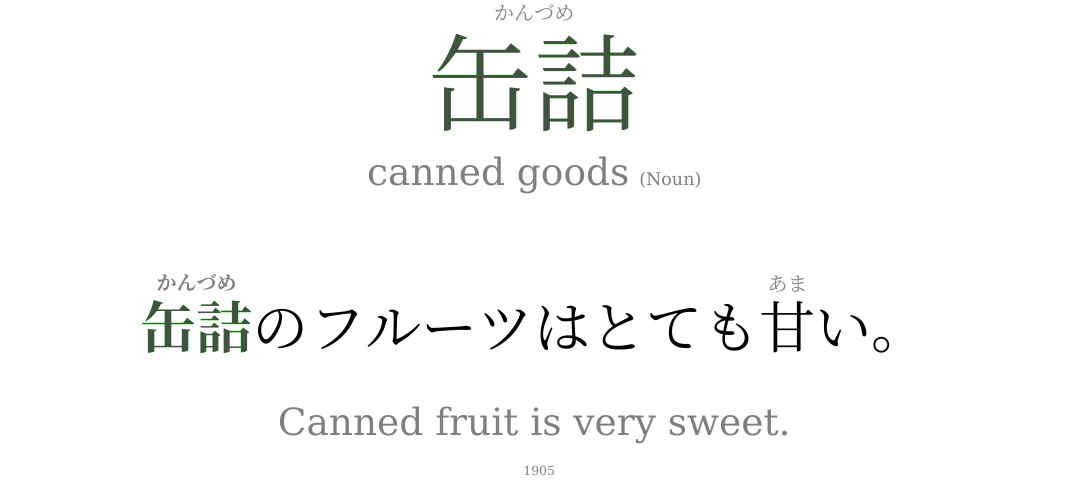 かんづめ
缶詰
canned goods (Noun)
かんづめ あま
缶詰のフルーツはとても甘い。
Canned fruit is very sweet.
1905